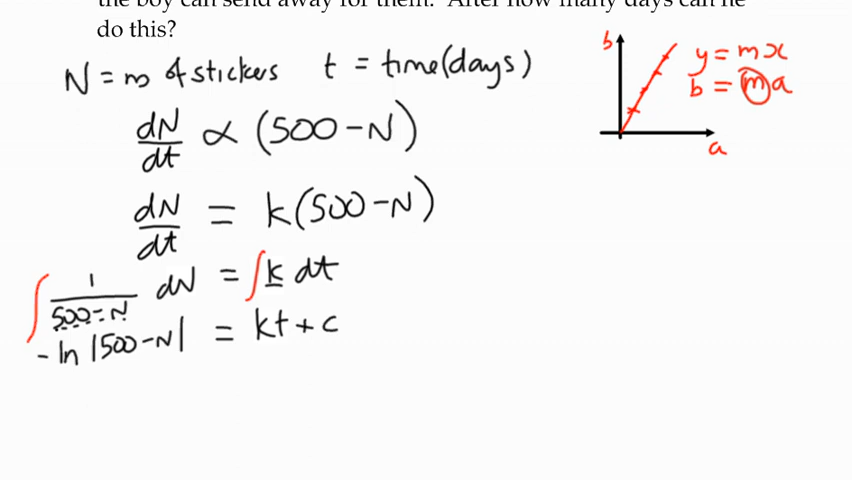 the boy can send away for them. After how many days can he
do this?
N = no of stickers t = time (days)
b
y = mx
b = ma
a
dN/dt ∝ (500 - N)
dN/dt = k(500 - N)
∫ 1/(500 - N) dN = ∫ k dt
- ln |500 - N| = kt + c